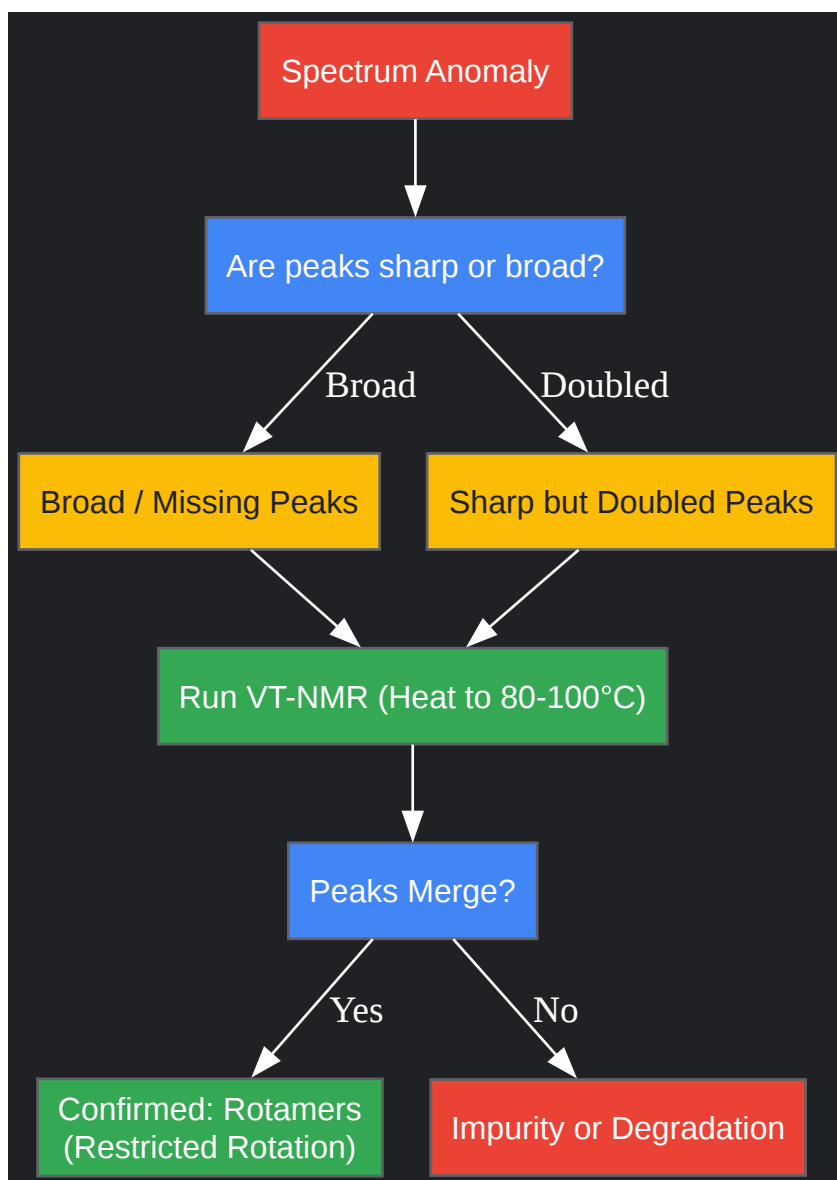 Spectrum Anomaly
Are peaks sharp or broad?
Broad
Doubled
Broad / Missing Peaks
Sharp but Doubled Peaks
Run VT-NMR (Heat to 80-100°C)
Peaks Merge?
Yes
No
Confirmed: Rotamers
(Restricted Rotation)
Impurity or Degradation